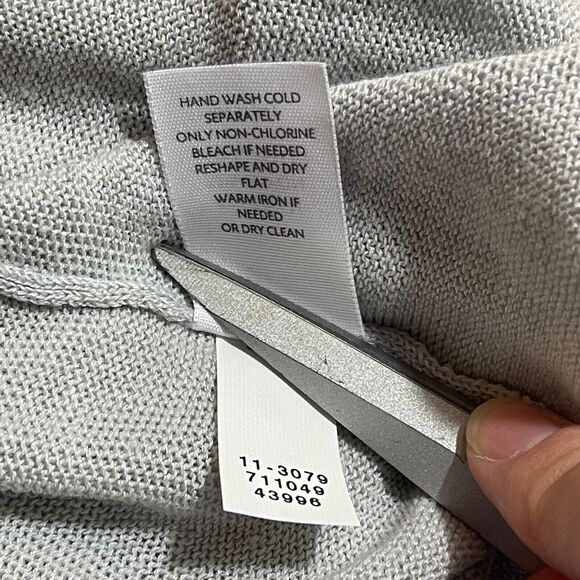 HAND WASH COLD
SEPARATELY
ONLY NON-CHLORINE
BLEACH IF NEEDED
RESHAPE AND DRY
FLAT
WARM IRON IF
NEEDED
OR DRY CLEAN
11-3079
711049
43996